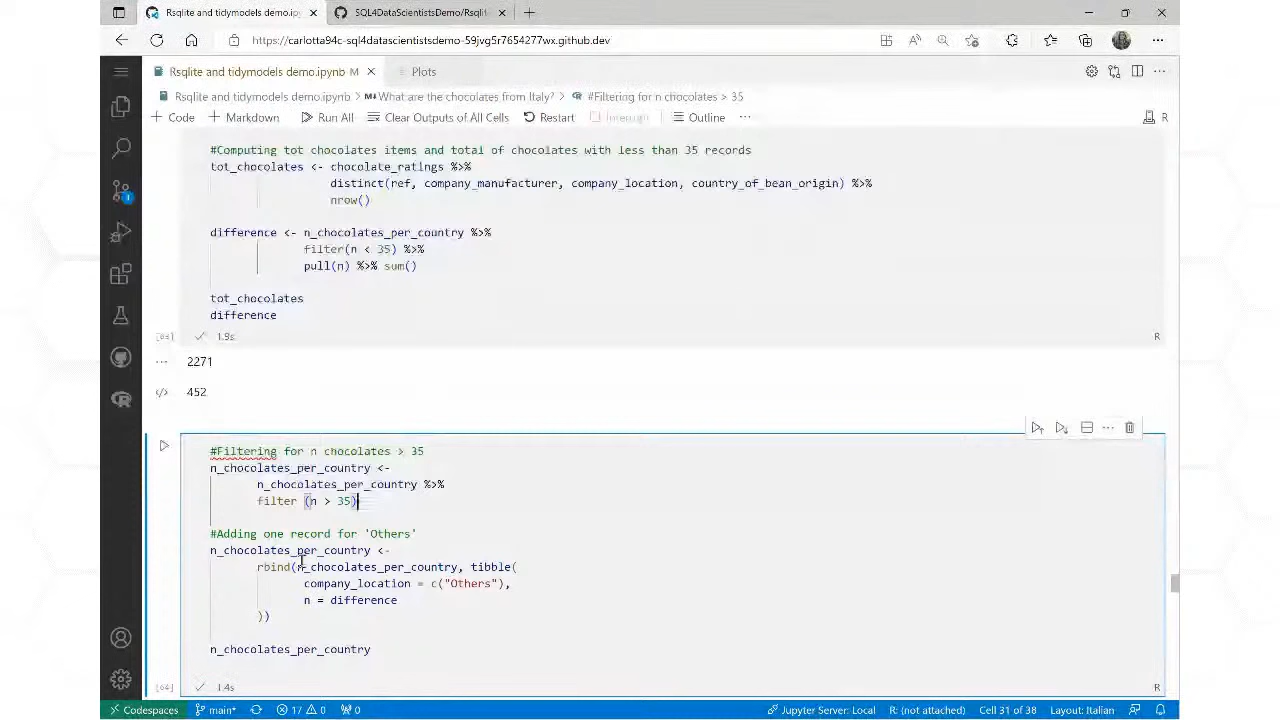 Rsqlite and tidymodels demo.ipy
SQL4DataScientistsDemo/Rsqli
https://carlotta94c-sql4datascientistsdemo-59jvg5r7654277wx.github.dev
Rsqlite and tidymodels demo.ipynb M
Plots
Rsqlite and tidymodels demo.ipynb > What are the chocolates from Italy? > #Filtering for n chocolates > 35
+ Code + Markdown Run All Clear Outputs of All Cells Restart Interrupt Outline ··· R
#Computing tot chocolates items and total of chocolates with less than 35 records
tot_chocolates <- chocolate_ratings %>%
distinct(ref, company_manufacturer, company_location, country_of_bean_origin) %>%
nrow()
difference <- n_chocolates_per_country %>%
filter(n < 35) %>%
pull(n) %>% sum()
tot_chocolates
difference
[63] 1.9s R
2271
452
#Filtering for n chocolates > 35
n_chocolates_per_country <-
n_chocolates_per_country %>%
filter (n > 35)
#Adding one record for 'Others'
n_chocolates_per_country <-
rbind(n_chocolates_per_country, tibble(
company_location = c("Others"),
n = difference
))
n_chocolates_per_country
[64] 1.4s R
Codespaces main* 17 0 0 Jupyter Server: Local R: (not attached) Cell 31 of 38 Layout: Italian